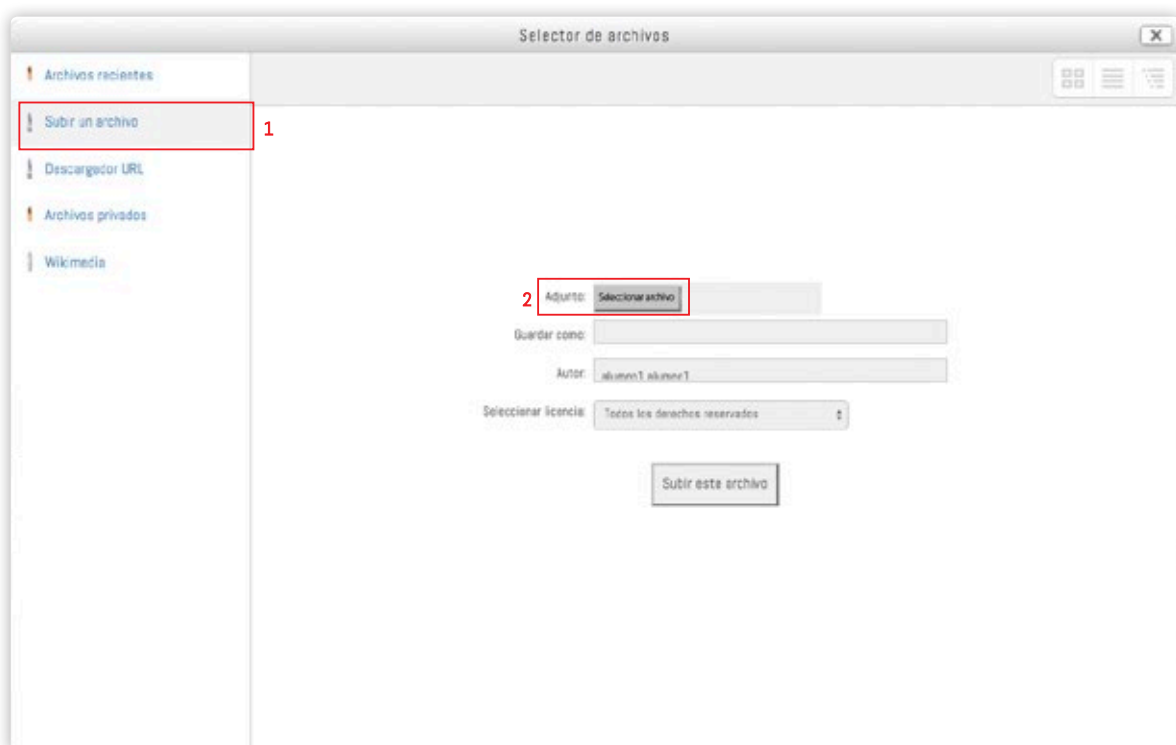 Selector de archivos
Archivos recientes
Subir un archivo
1
Descargador URL
Archivos privados
Wikimedia
2
Adjunto: Seleccionar archivo
Guardar como:
Autor: alumno1 alumno1
Seleccionar licencia: Todos los derechos reservados
Subir este archivo